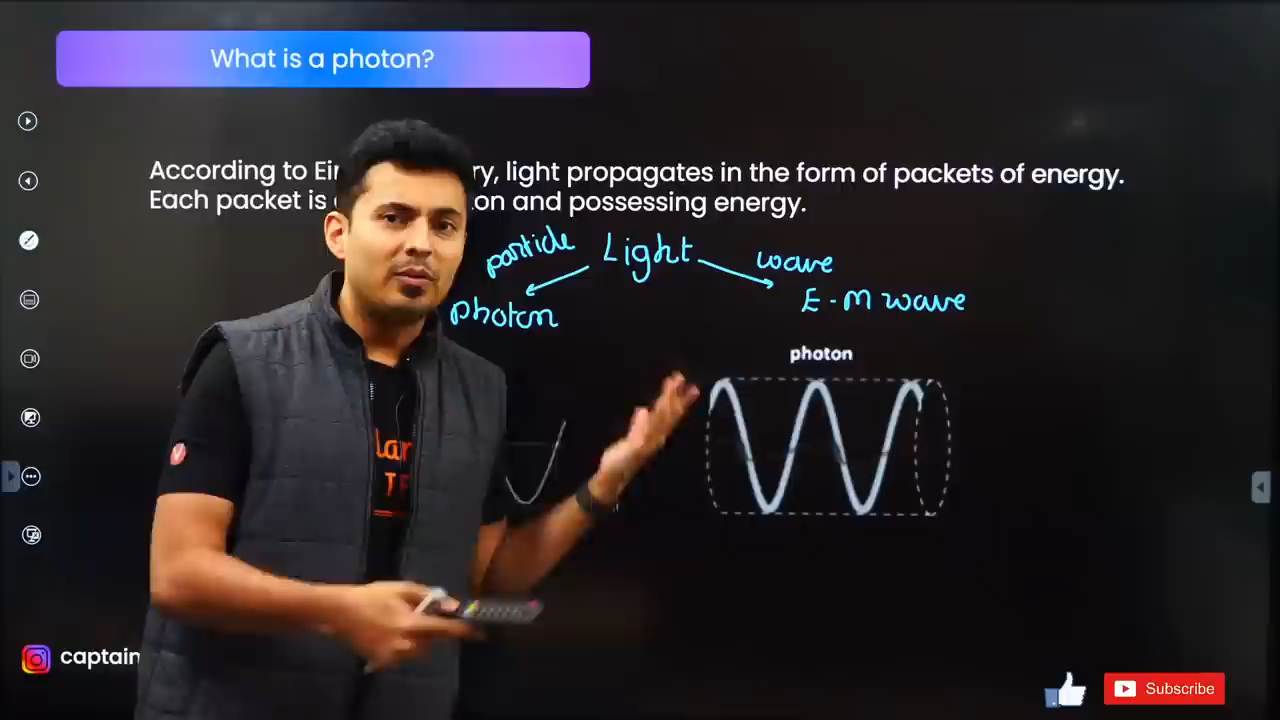 What is a photon?
According to Ein ry, light propagates in the form of packets of energy.
Each packet is on and possessing energy.
particle Light wave
photon E-M wave
photon
V
captain
Subscribe